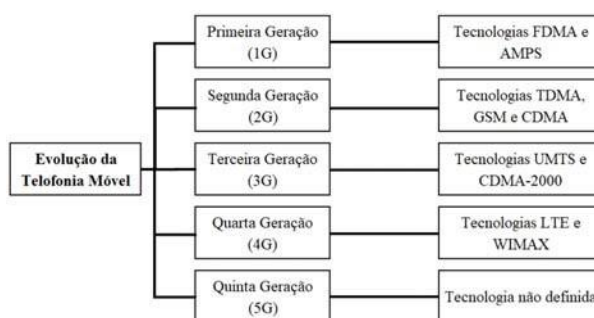 Primeira Geração
(1G)
Tecnologias FDMA e
AMPS
Segunda Geração
(2G)
Tecnologias TDMA,
GSM e CDMA
Evolução da
Telofonia Móvel
Terceira Geração
(3G)
Tecnologias UMTS e
CDMA-2000
Quarta Geração
(4G)
Tecnologias LTE e
WIMAX
Quinta Geração
(5G)
Tecnologia não definida